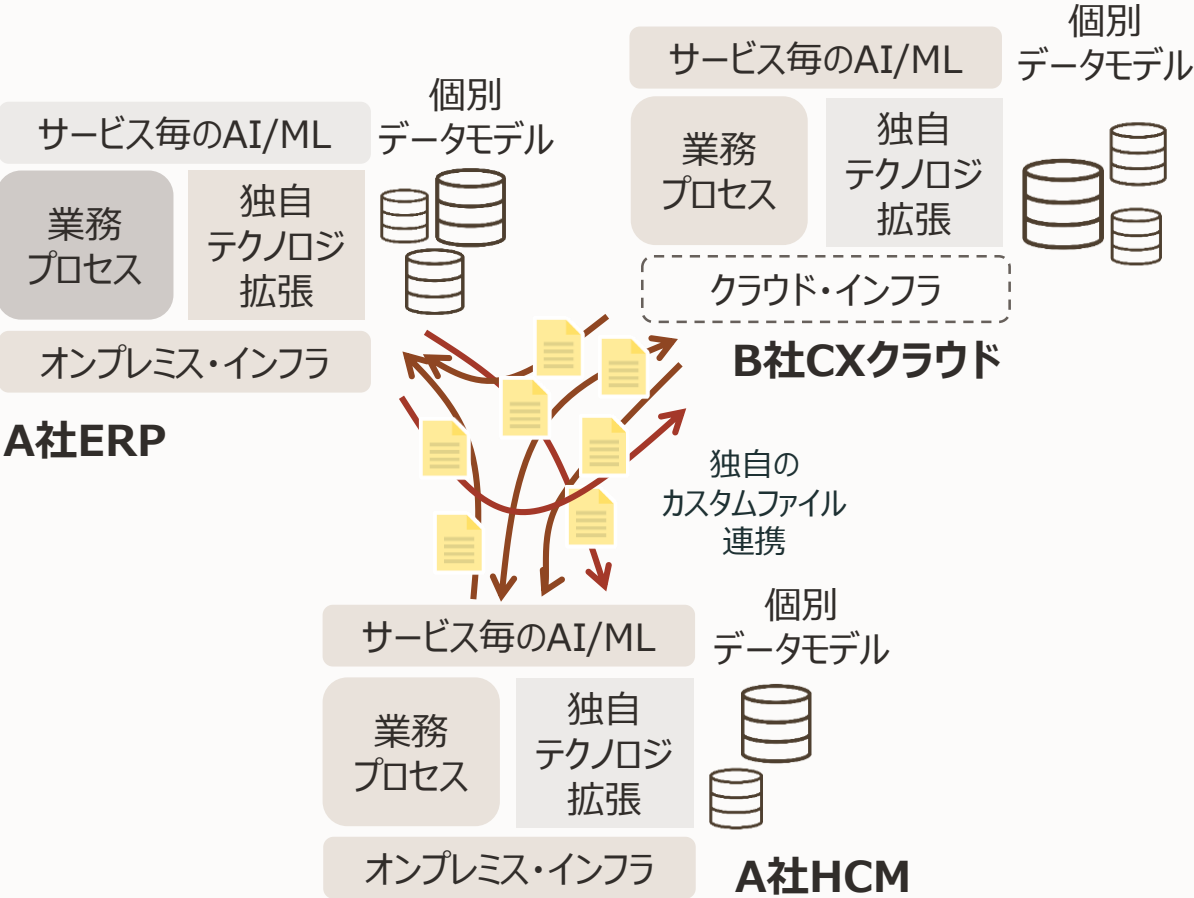 サービス毎のAI/ML
個別
データモデル
業務
プロセス
独自
テクノロジ
拡張
オンプレミス・インフラ
A社ERP
サービス毎のAI/ML
個別
データモデル
業務
プロセス
独自
テクノロジ
拡張
クラウド・インフラ
B社CXクラウド
独自の
カスタムファイル
連携
サービス毎のAI/ML
個別
データモデル
業務
プロセス
独自
テクノロジ
拡張
オンプレミス・インフラ
A社HCM